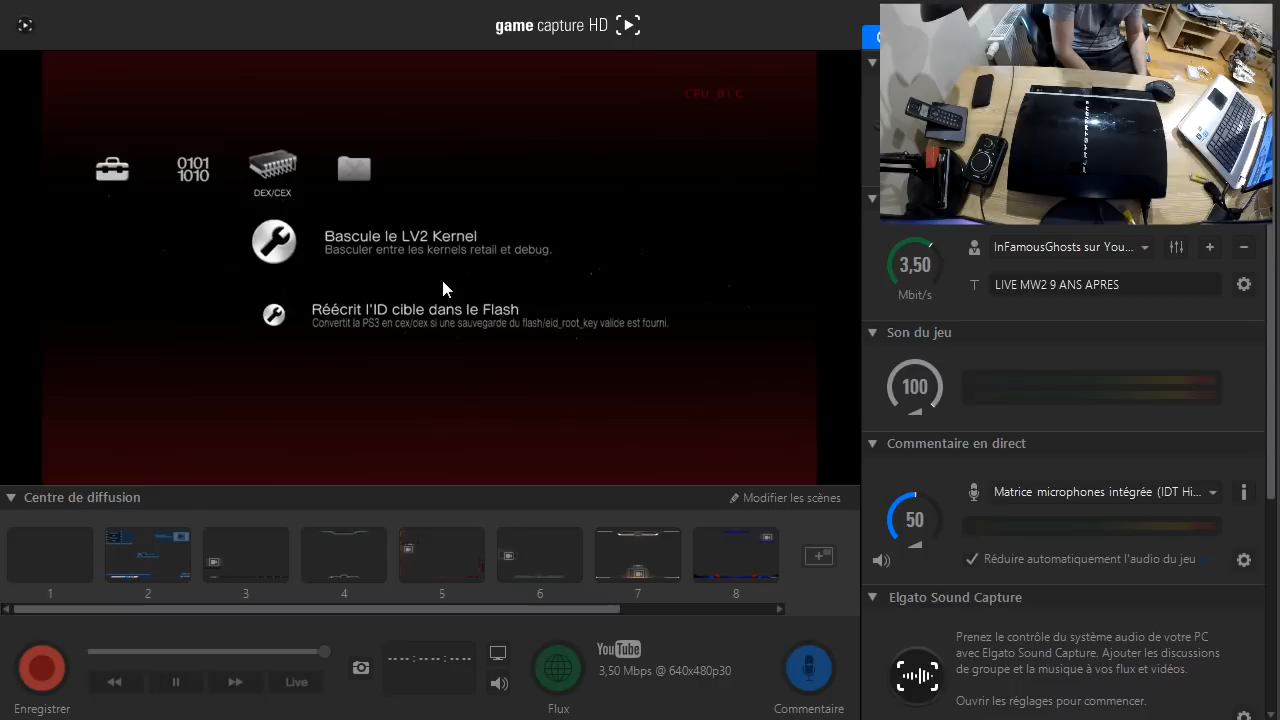 game capture HD
CPU 81 C
0101
1010
DEX/CEX
Bascule le LV2 Kernel
Basculer entre les kernels retail et debug.
Réécrit l'ID cible dans le Flash
Convertit la PS3 en cex/dex si une sauvegarde du flash/eid_root_key valide est fourni.
PLAYSTATION 3
3,50
Mbit/s
InFamousGhosts sur You...
T
LIVE MW2 9 ANS APRES
Son du jeu
100
Commentaire en direct
50
Matrice microphones intégrée (IDT Hi...
Réduire automatiquement l'audio du jeu
Elgato Sound Capture
Prenez le contrôle du système audio de votre PC
avec Elgato Sound Capture. Ajouter les discussions
de groupe et la musique à vos flux et vidéos.
Ouvrir les réglages pour commencer.
Centre de diffusion
Modifier les scènes
1
2
3
4
5
6
7
8
Enregistrer
Live
--:--:--
Flux
YouTube
3,50 Mbps @ 640x480p30
Commentaire